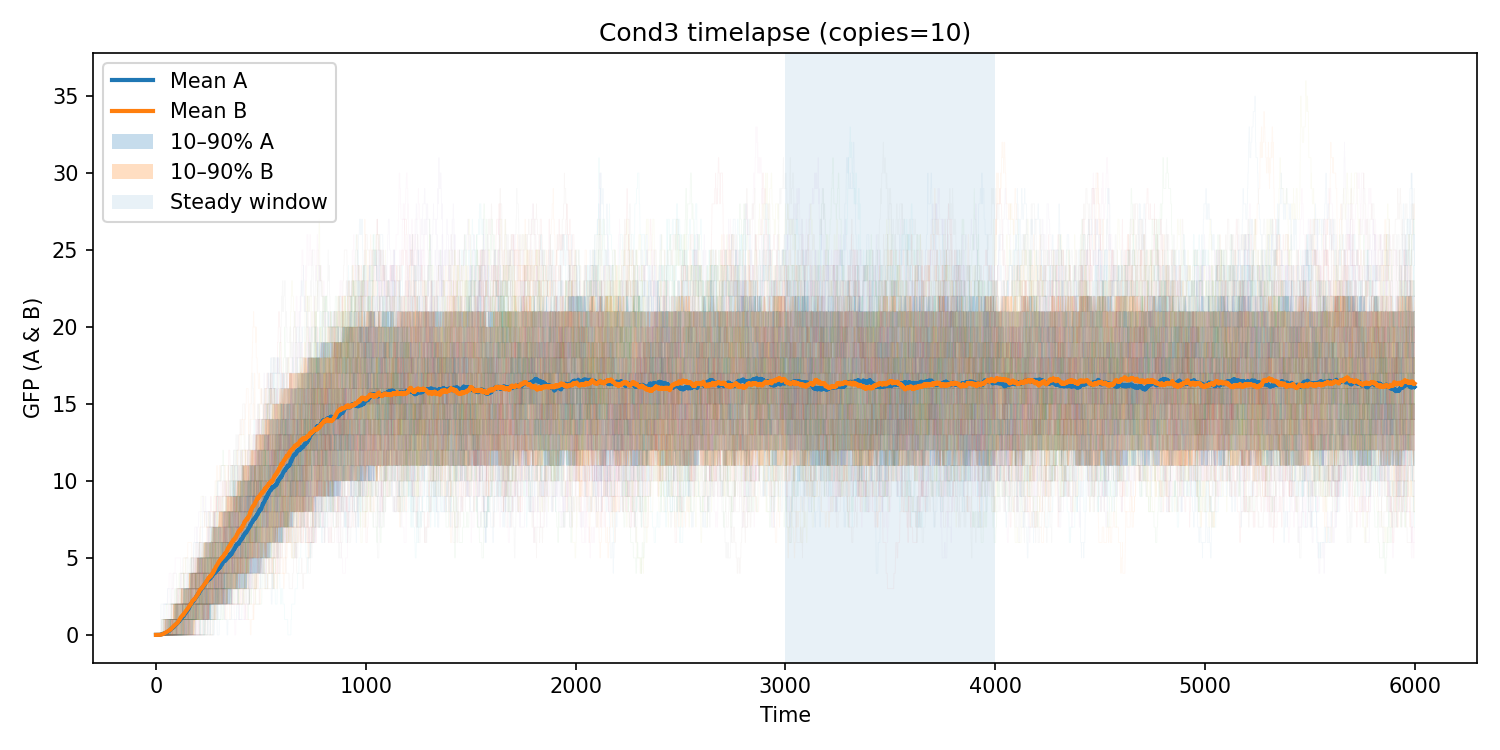 Cond3 timelapse (copies=10)
Mean A
Mean B
10–90% A
10–90% B
Steady window
GFP (A & B)
35
30
25
20
15
10
5
0
0 1000 2000 3000 4000 5000 6000
Time